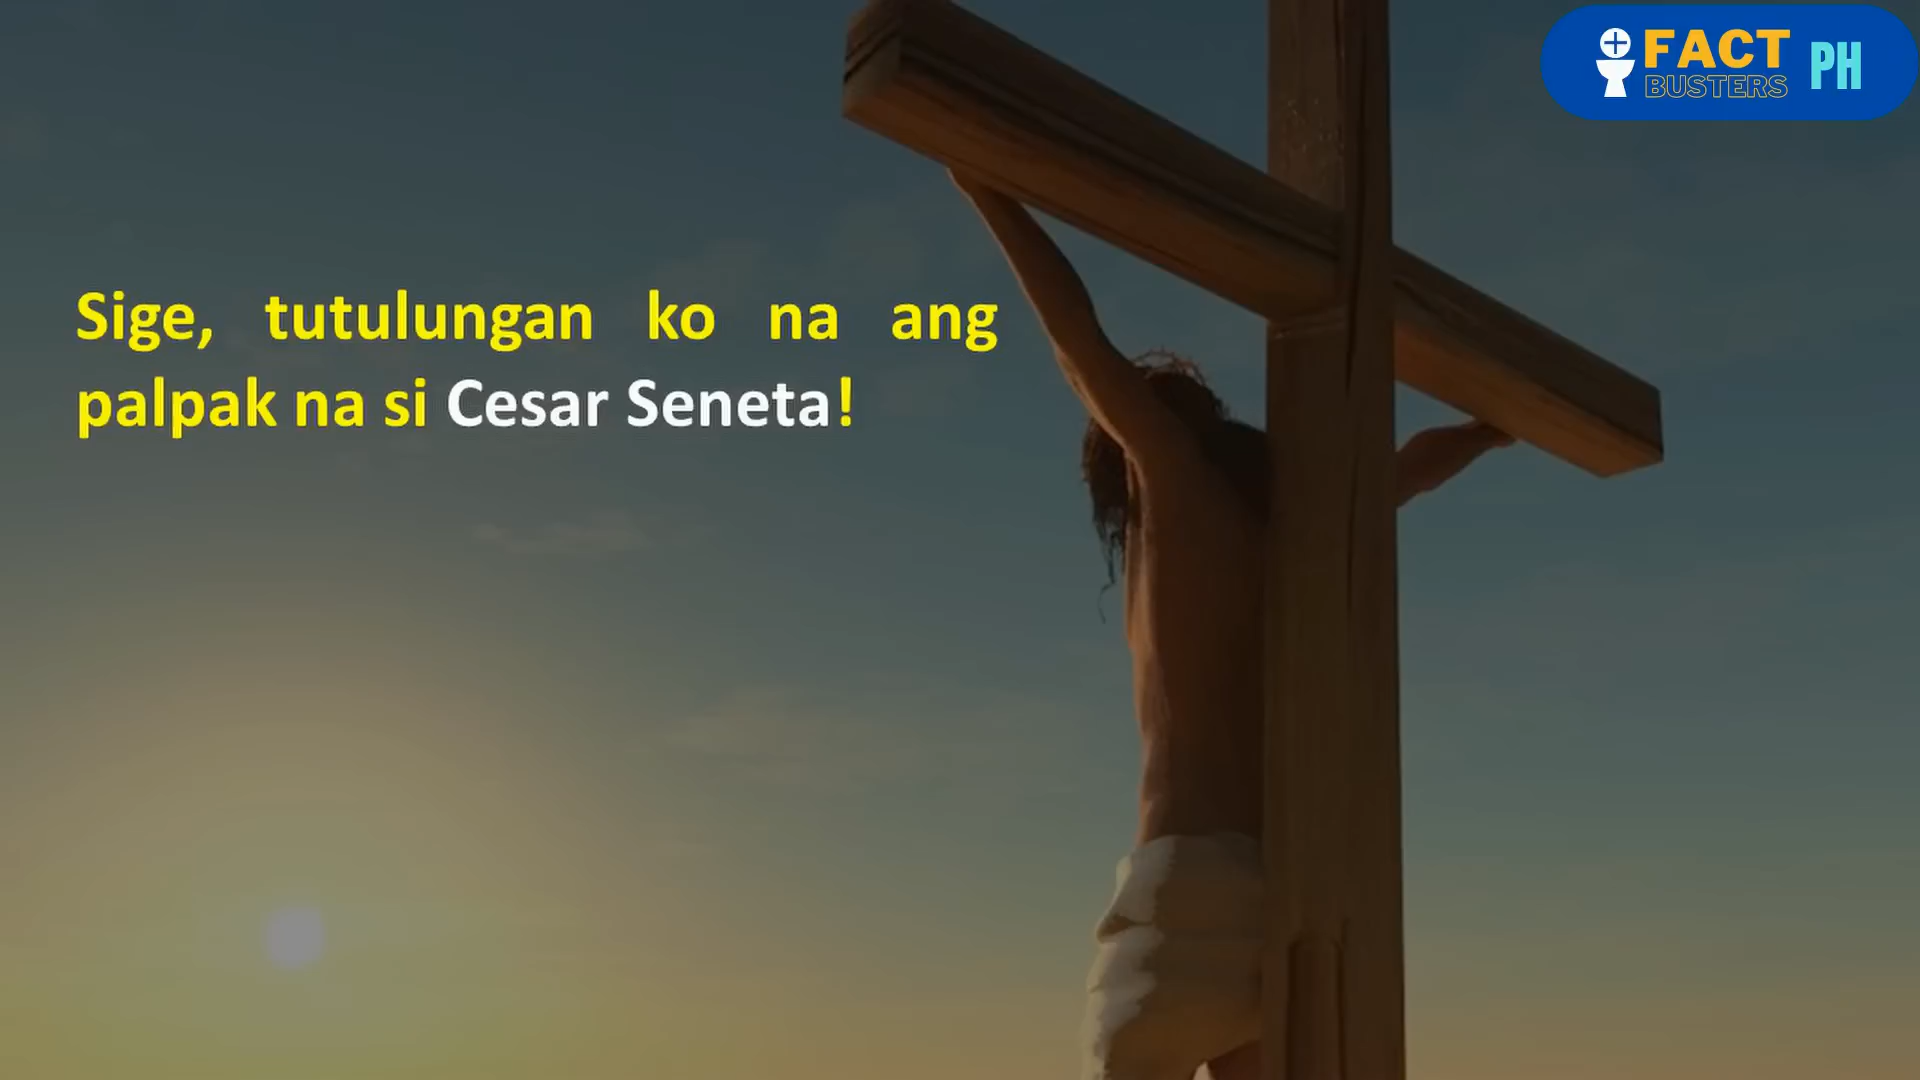 FACT
BUSTERS PH
Sige, tutulungan ko na ang
palpak na si Cesar Seneta!